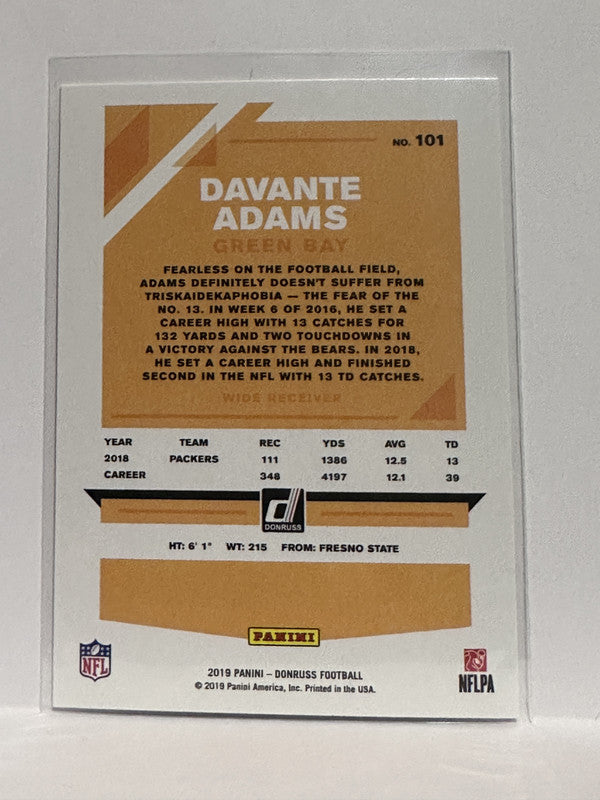 NO. 101
DAVANTE
ADAMS
GREEN BAY
FEARLESS ON THE FOOTBALL FIELD,
ADAMS DEFINITELY DOESN'T SUFFER FROM
TRISKAIDEKAPHOBIA — THE FEAR OF THE
NO. 13. IN WEEK 6 OF 2016, HE SET A
CAREER HIGH WITH 13 CATCHES FOR
132 YARDS AND TWO TOUCHDOWNS IN
A VICTORY AGAINST THE BEARS. IN 2018,
HE SET A CAREER HIGH AND FINISHED
SECOND IN THE NFL WITH 13 TD CATCHES.
WIDE RECEIVER
YEAR TEAM REC YDS AVG TD
2018 PACKERS 111 1386 12.5 13
CAREER 348 4197 12.1 39
d
DONRUSS
HT: 6' 1" WT: 215 FROM: FRESNO STATE
PANINI
NFL
NFLPA
2019 PANINI – DONRUSS FOOTBALL
© 2019 Panini America, Inc. Printed in the USA.